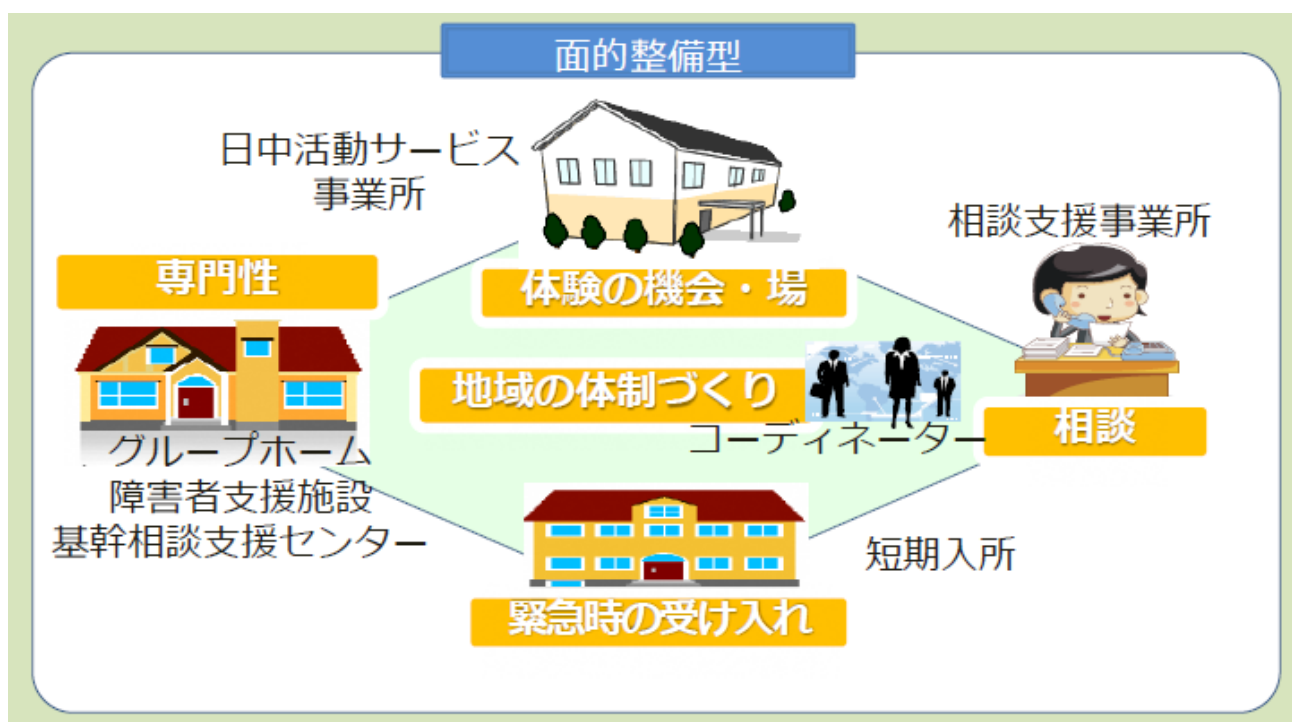 面的整備型
日中活動サービス
事業所
相談支援事業所
専門性
体験の機会・場
地域の体制づくり
コーディネーター
相談
グループホーム
障害者支援施設
基幹相談支援センター
短期入所
緊急時の受け入れ